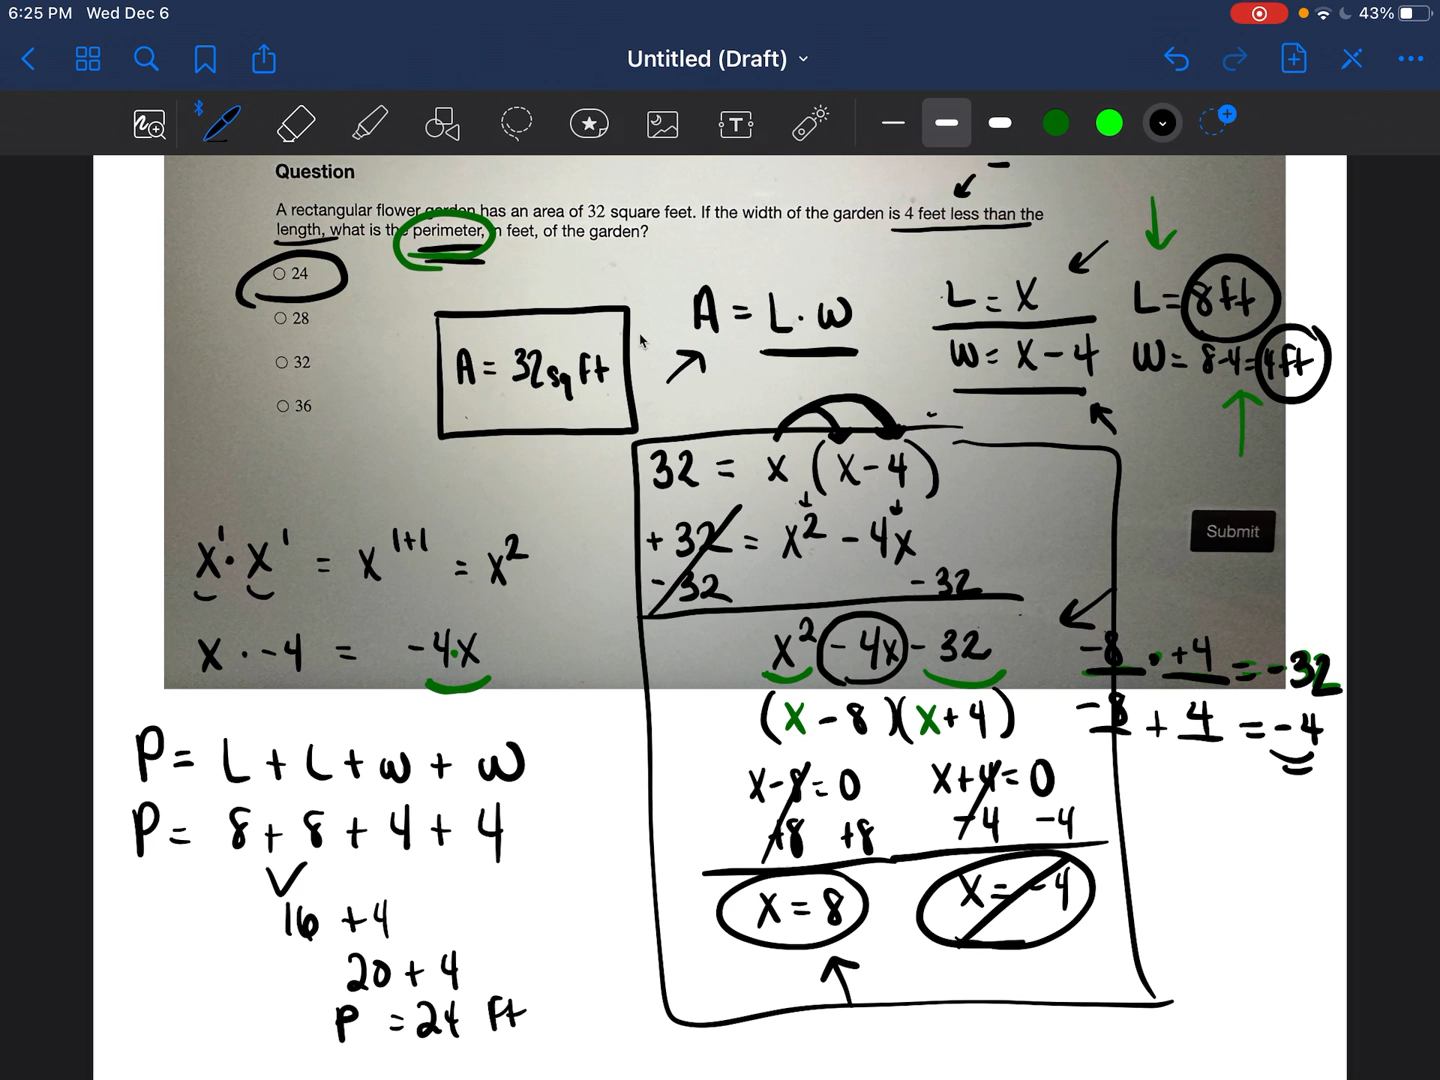 6:25 PM Wed Dec 6
43%
Untitled (Draft)
Question
A rectangular flower garden has an area of 32 square feet. If the width of the garden is 4 feet less than the
length, what is the perimeter, in feet, of the garden?
24
28
32
36
A = 32 sq ft
A = L · W
L = X
W = X - 4
L = 8 ft
W = 8-4 = 4 ft
32 = x (x - 4)
+ 32 = x² - 4x
- 32 - 32
x² - 4x - 32
(x - 8)(x + 4)
x - 8 = 0 x + 4 = 0
+8 +8 -4 -4
x = 8 x = -4
Submit
-8 · +4 = -32
-8 + 4 = -4
x¹ · x¹ = x¹⁺¹ = x²
x · -4 = -4·x
P = L + L + W + W
P = 8 + 8 + 4 + 4
16 + 4
20 + 4
P = 24 ft